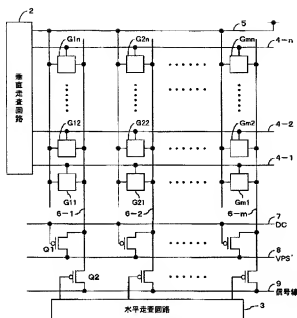 2
垂直走査回路
G1n
G2n
Gmn
5
4-n
G12
G22
Gm2
4-2
4-1
G11
G21
Gm1
6-1
6-2
6-m
7
DC
Q1
8
VPS'
Q2
9
信号線
水平走査回路
3